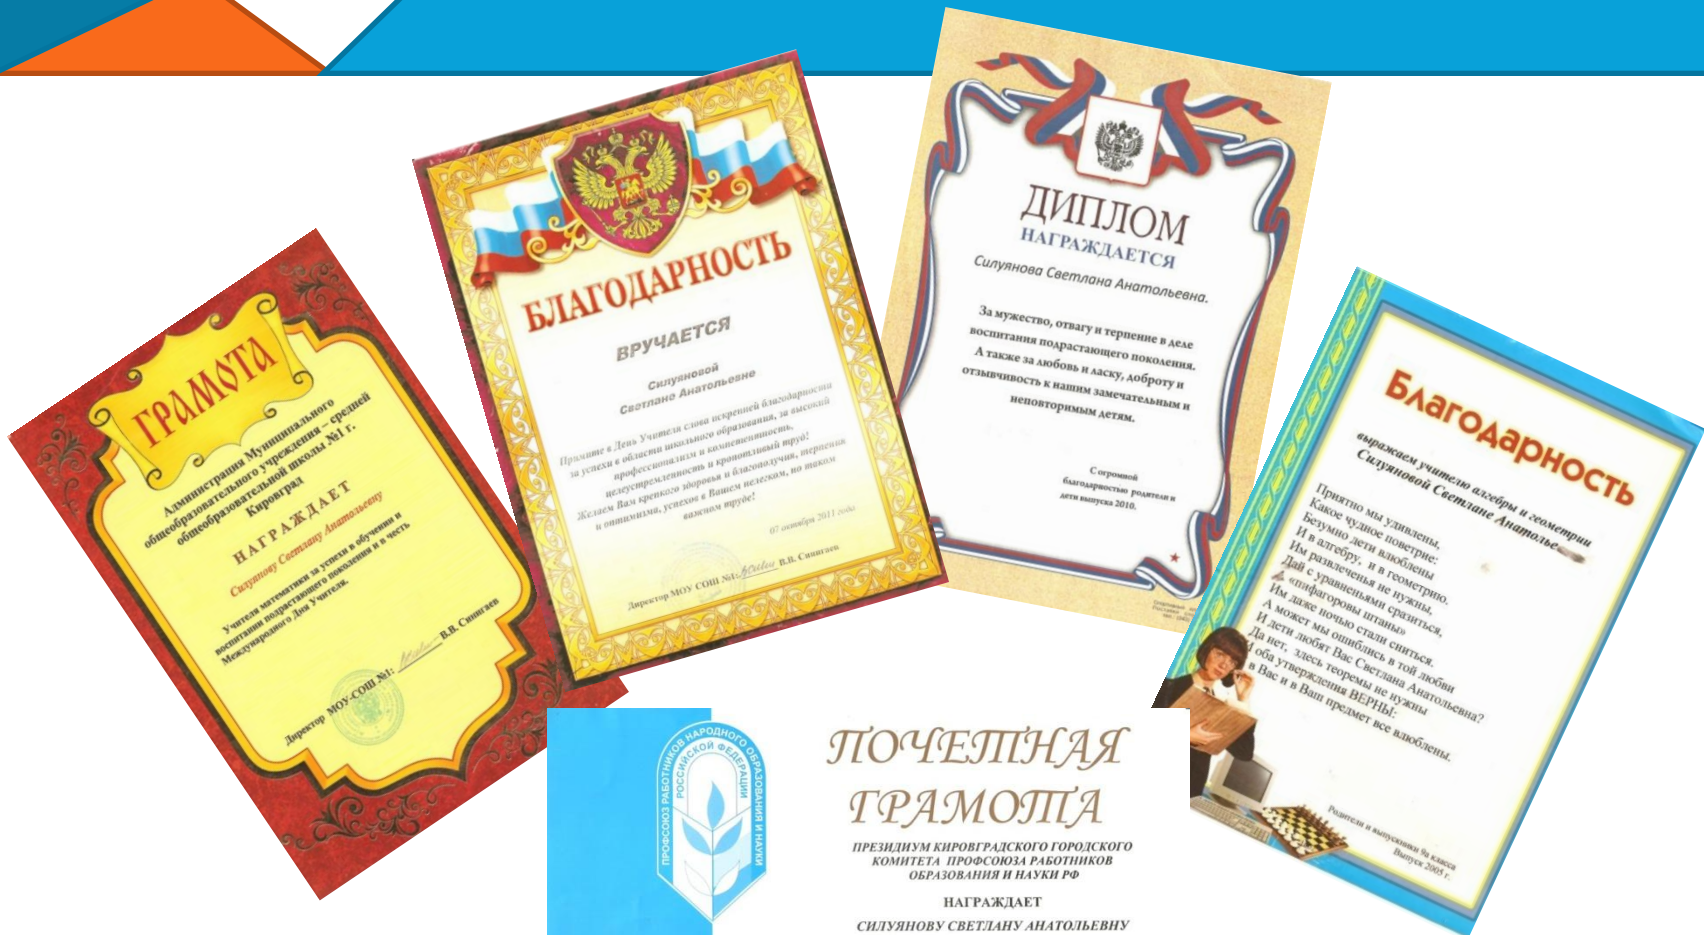 ГРАМОТА
Администрация Муниципального
общеобразовательного учреждения – средней
общеобразовательной школы №1 г.
Кировград
НАГРАЖДАЕТ
Силуянову Светлану Анатольевну
Учителя математики за успехи в обучении и
воспитании подрастающего поколения и в честь
Международного Дня Учителя.
Директор МОУ-СОШ №1: В.В. Синигаев
БЛАГОДАРНОСТЬ
ВРУЧАЕТСЯ
Силуяновой
Светлане Анатольевне
Примите в День Учителя слова искренней благодарности
за успехи в области школьного образования, за высокий
профессионализм и компетентность,
целеустремленность и кропотливый труд!
Желаем Вам крепкого здоровья и благополучия, терпения
и оптимизма, успехов в Вашем нелегком, но таком
важном труде!
07 октября 2011 года.
Директор МОУ СОШ №1: В.В. Синигаев
ДИПЛОМ
НАГРАЖДАЕТСЯ
Силуянова Светлана Анатольевна.
За мужество, отвагу и терпение в деле
воспитания подрастающего поколения.
А также за любовь и ласку, доброту и
отзывчивость к нашим замечательным и
неповторимым детям.
С огромной
благодарностью родители и
дети выпуска 2010.
Благодарность
выражаем учителю алгебры и геометрии
Силуяновой Светлане
Приятно мы удивлены,
Какое чудное поветрие:
Безумно дети влюблены
И в алгебру, и в геометрию.
Им развлеченья не нужны,
Дай с уравненьями сразиться,
А «пифагоровы штаны»
Им даже ночью стали сниться.
А может мы ошиблись в той любви
И дети любят Вас Светлана Анатольевна?
Да нет, здесь теоремы не нужны
оба утверждения ВЕРНЫ:
в Вас и в Ваш предмет все влюблены.
Родители и выпускники 9а класса
Выпуск 2005 г.
ПРОФСОЮЗ РАБОТНИКОВ НАРОДНОГО ОБРАЗОВАНИЯ И НАУКИ
РОССИЙСКОЙ ФЕДЕРАЦИИ
ПОЧЕТНАЯ
ГРАМОТА
ПРЕЗИДИУМ КИРОВГРАДСКОГО ГОРОДСКОГО
КОМИТЕТА ПРОФСОЮЗА РАБОТНИКОВ
ОБРАЗОВАНИЯ И НАУКИ РФ
НАГРАЖДАЕТ
СИЛУЯНОВУ СВЕТЛАНУ АНАТОЛЬЕВНУ